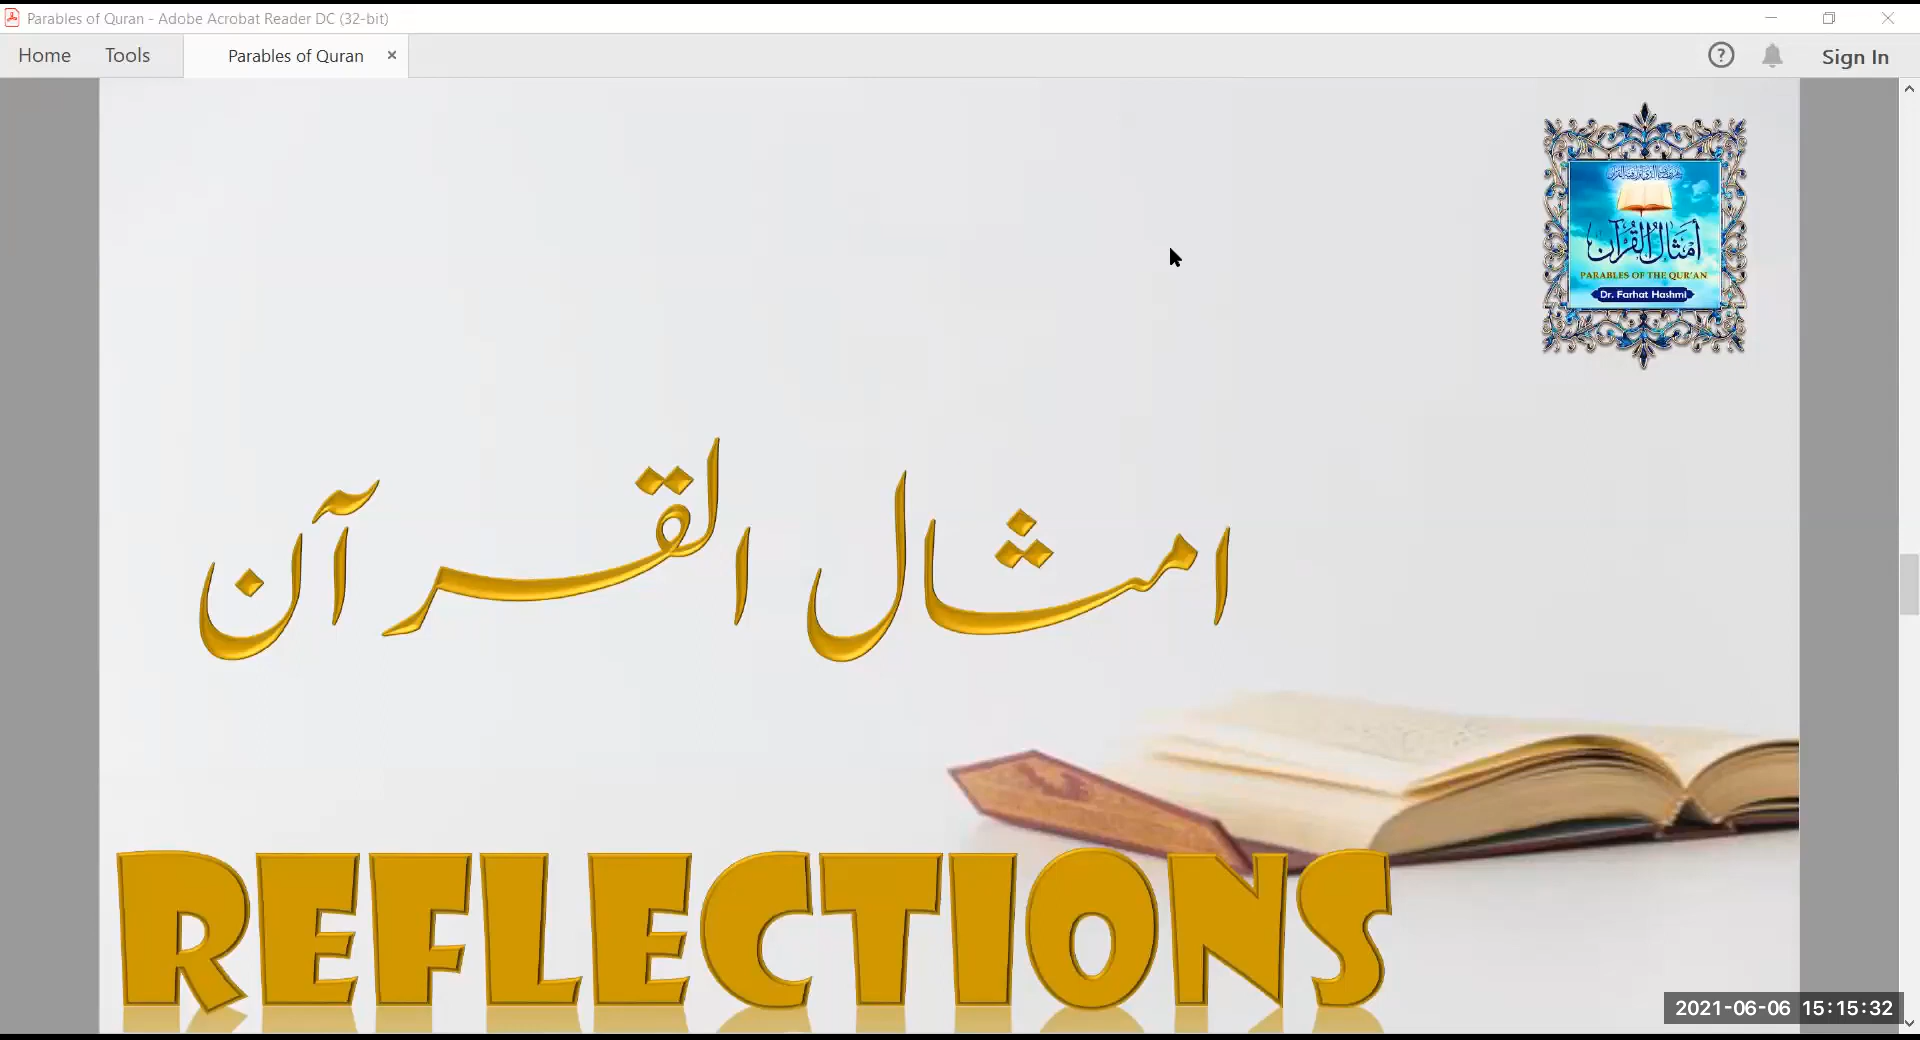 Parables of Quran - Adobe Acrobat Reader DC (32-bit)
Home Tools Parables of Quran × Sign In
أمثال القرآن
PARABLES OF THE QUR'AN
Dr. Farhat Hashmi
امثال القرآن
REFLECTIONS
2021-06-06 15:15:32